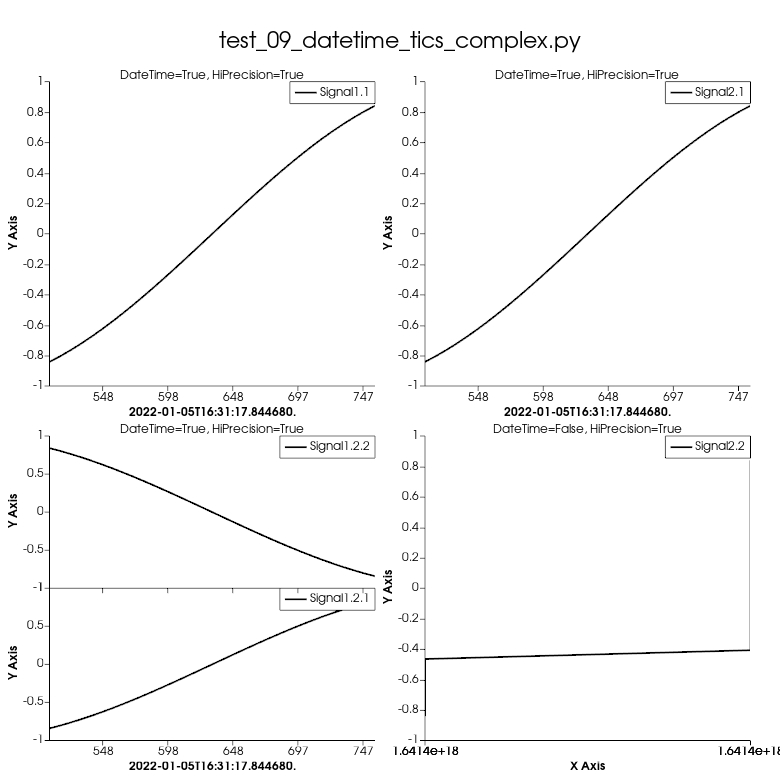 test_09_datetime_tics_complex.py
DateTime=True, HiPrecision=True
Signal1.1
1
0.8
0.6
0.4
0.2
0
-0.2
-0.4
-0.6
-0.8
-1
Y Axis
548 598 648 697 747
2022-01-05T16:31:17.844680.
DateTime=True, HiPrecision=True
Signal2.1
1
0.8
0.6
0.4
0.2
0
-0.2
-0.4
-0.6
-0.8
-1
Y Axis
548 598 648 697 747
2022-01-05T16:31:17.844680.
DateTime=True, HiPrecision=True
Signal1.2.2
1
0.5
0
-0.5
-1
Y Axis
Signal1.2.1
0.5
0
-0.5
-1
Y Axis
548 598 648 697 747
2022-01-05T16:31:17.844680.
DateTime=False, HiPrecision=True
Signal2.2
1
0.8
0.6
0.4
0.2
0
-0.2
-0.4
-0.6
-0.8
-1
Y Axis
1.6414e+18 1.6414e+18
X Axis